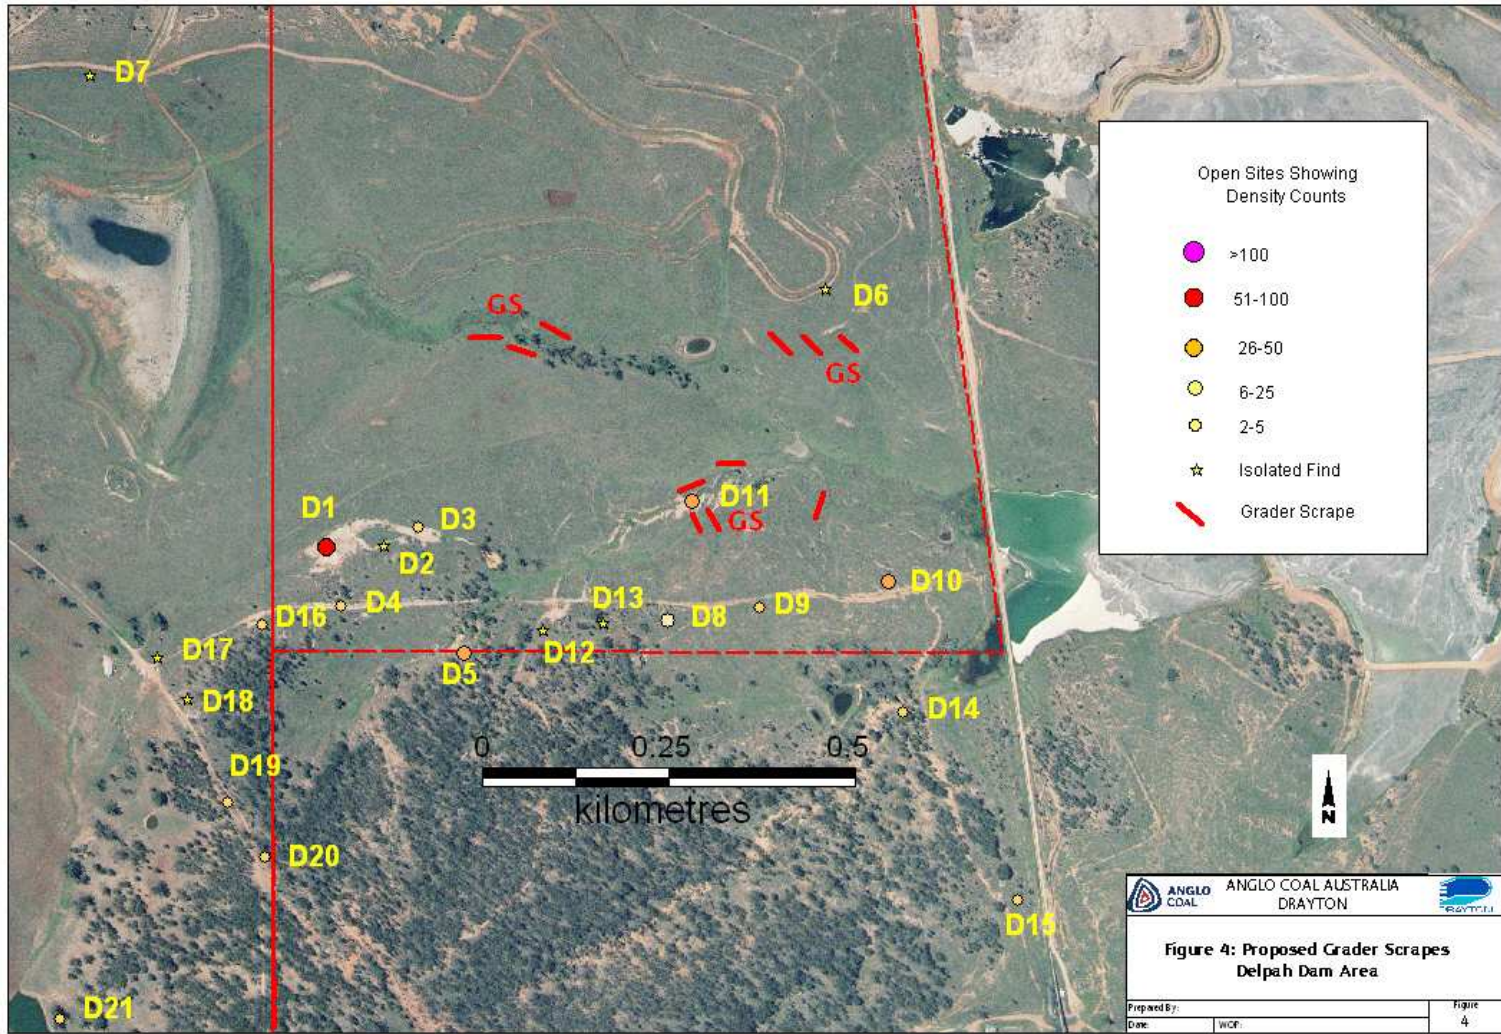 D7
Open Sites Showing
Density Counts
>100
51-100
26-50
6-25
2-5
Isolated Find
Grader Scrape
D6
GS
GS
D11
GS
D1
D3
D2
D10
D13
D4
D16
D8
D9
D17
D12
D5
D18
D14
0 0.25 0.5
kilometres
D19
D20
D15
D21
N
ANGLO
COAL
ANGLO COAL AUSTRALIA
DRAYTON
DRAYTON
Figure 4: Proposed Grader Scrapes
Delpah Dam Area
Prepared By:
Date: WOP:
Figure
4